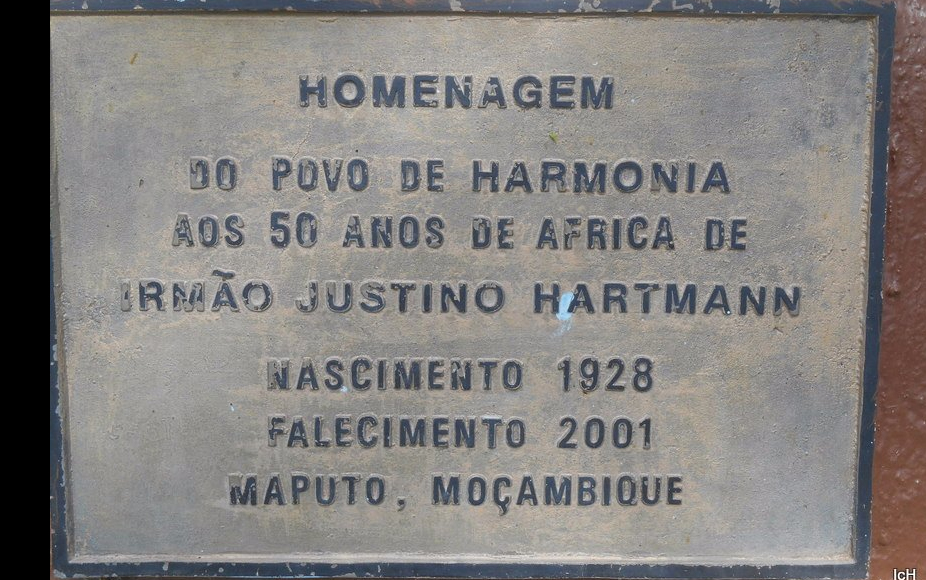 HOMENAGEM
DO POVO DE HARMONIA
AOS 50 ANOS DE AFRICA DE
IRMÃO JUSTINO HARTMANN
NASCIMENTO 1928
FALECIMENTO 2001
MAPUTO, MOÇAMBIQUE
IcH